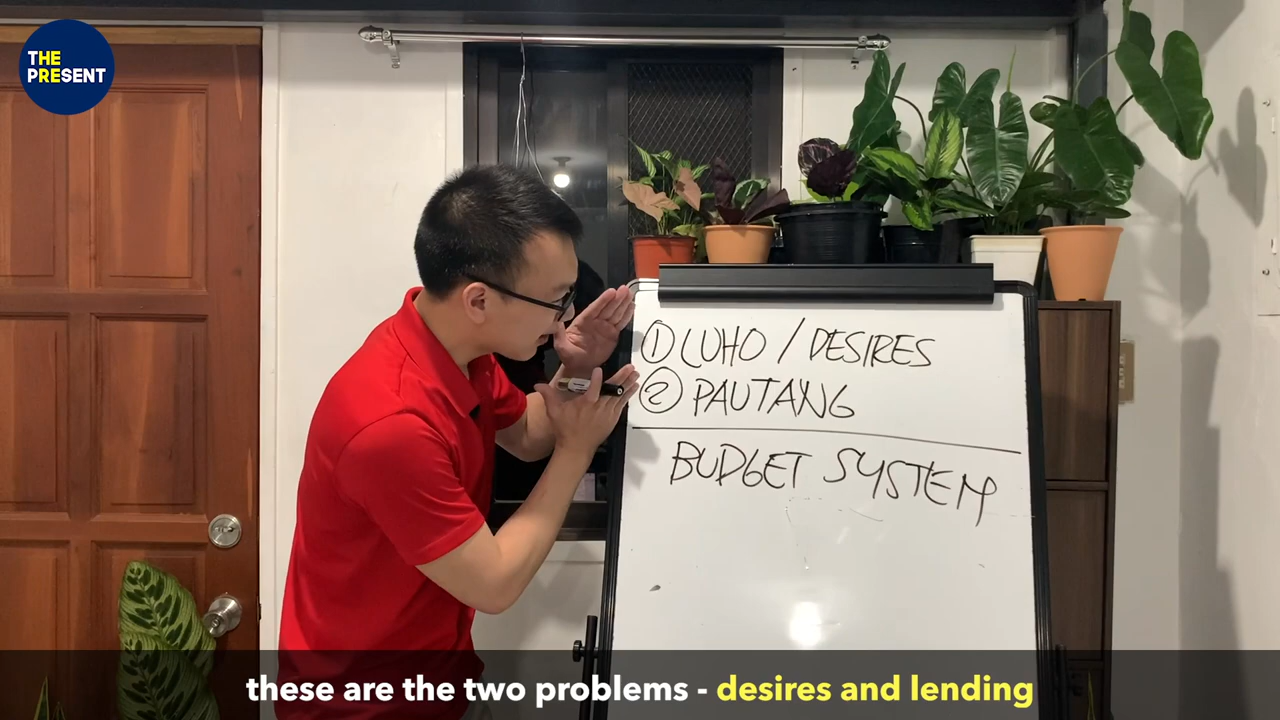 THE
PRESENT
① LUHO / DESIRES
② PAUTANG
BUDGET SYSTEM
these are the two problems - desires and lending